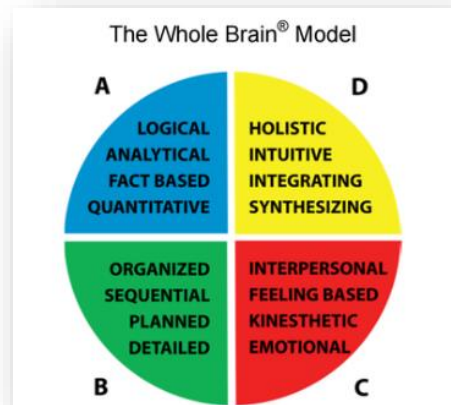 The Whole Brain® Model
A
LOGICAL
ANALYTICAL
FACT BASED
QUANTITATIVE
D
HOLISTIC
INTUITIVE
INTEGRATING
SYNTHESIZING
ORGANIZED
SEQUENTIAL
PLANNED
DETAILED
B
INTERPERSONAL
FEELING BASED
KINESTHETIC
EMOTIONAL
C